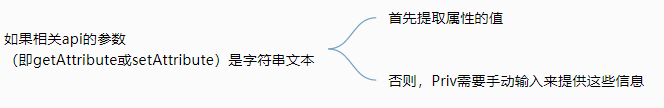 如果相关api的参数
（即getAttribute或setAttribute）是字符串文本
首先提取属性的值
否则，Priv需要手动输入来提供这些信息